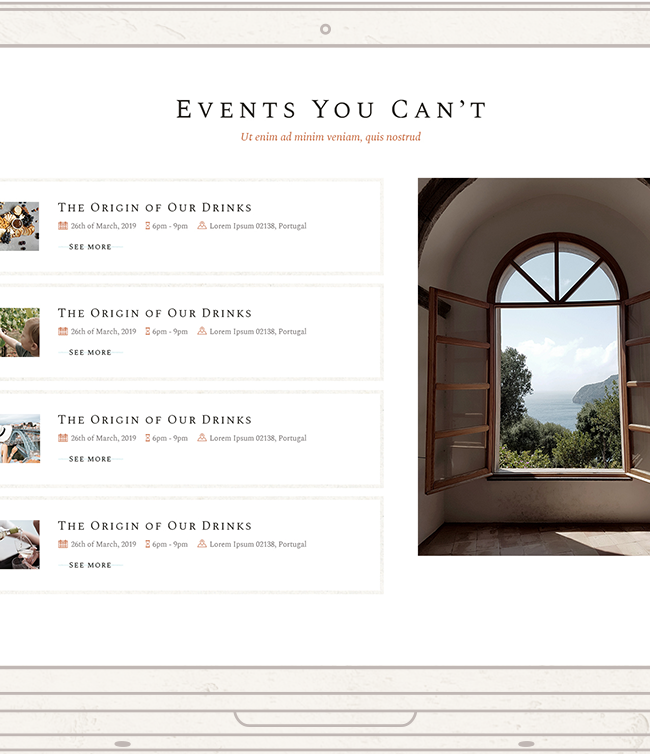 Events You Can’t
Ut enim ad minim veniam, quis nostrud
The Origin of Our Drinks
26th of March, 2019 6pm - 9pm Lorem Ipsum 02138, Portugal
SEE MORE
The Origin of Our Drinks
26th of March, 2019 6pm - 9pm Lorem Ipsum 02138, Portugal
SEE MORE
The Origin of Our Drinks
26th of March, 2019 6pm - 9pm Lorem Ipsum 02138, Portugal
SEE MORE
The Origin of Our Drinks
26th of March, 2019 6pm - 9pm Lorem Ipsum 02138, Portugal
SEE MORE